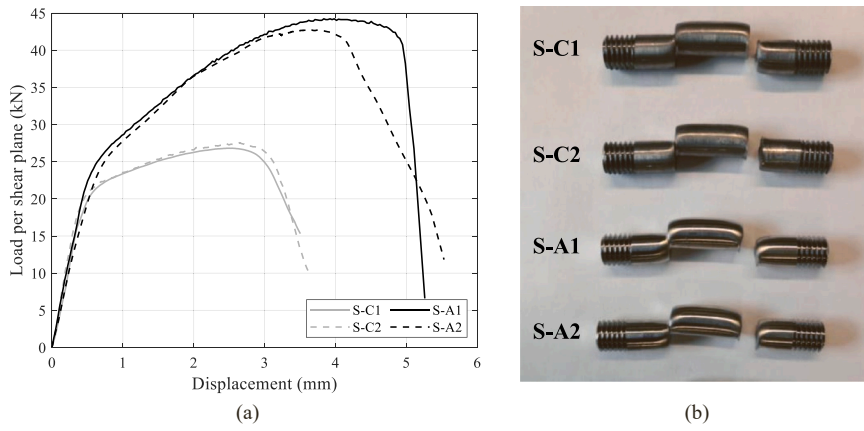 45
40
35
30
25
20
15
10
5
0
0 1 2 3 4 5 6
Load per shear plane (kN)
Displacement (mm)
S-C1 S-A1
S-C2 S-A2
(a)
S-C1
S-C2
S-A1
S-A2
(b)